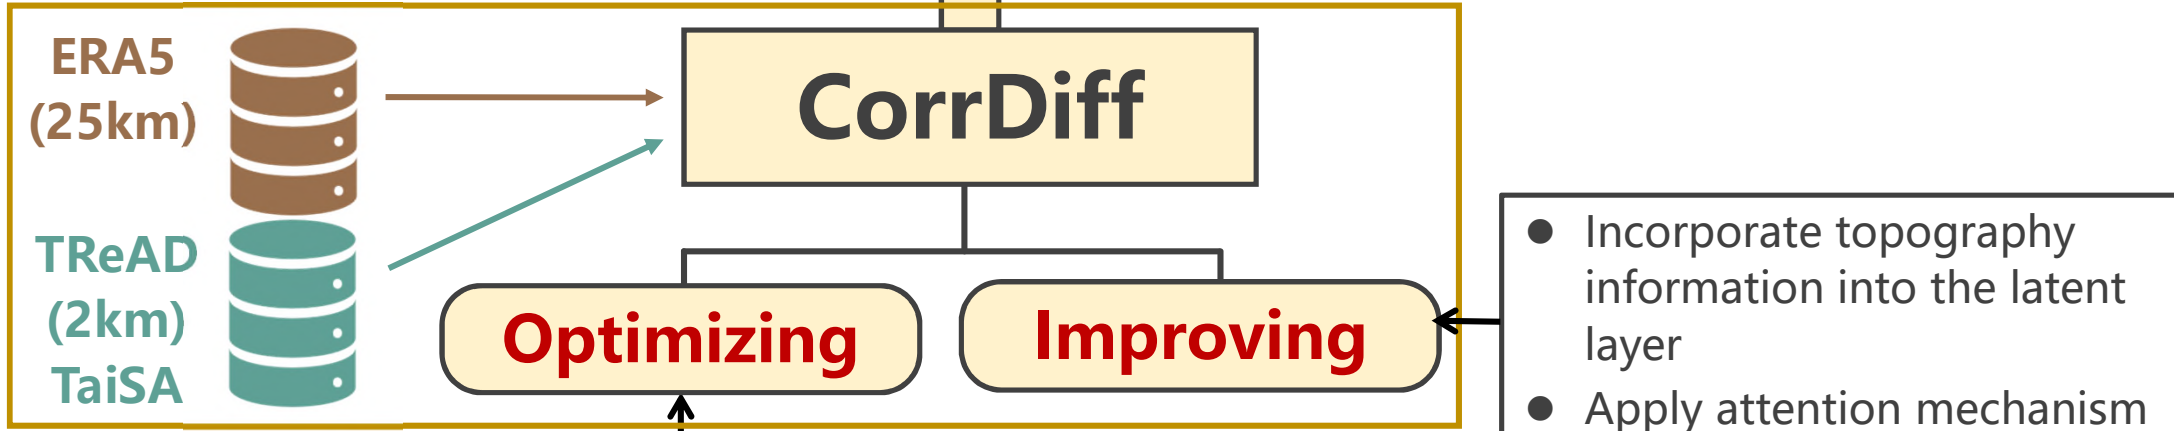 ERA5
(25km)
TReAD
(2km)
TaiSA
CorrDiff
Optimizing
Improving
● Incorporate topography
information into the latent
layer
● Apply attention mechanism